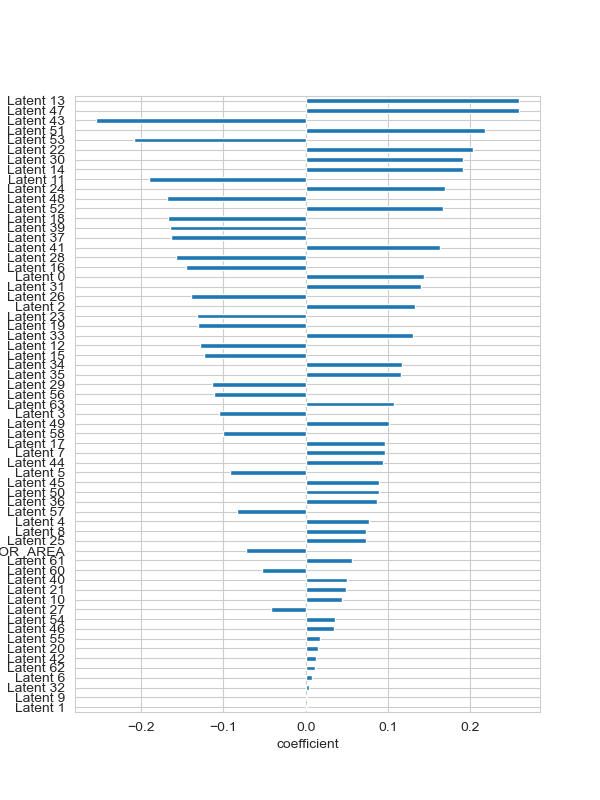 Latent 13
Latent 47
Latent 43
Latent 51
Latent 53
Latent 22
Latent 30
Latent 14
Latent 11
Latent 24
Latent 48
Latent 52
Latent 18
Latent 39
Latent 37
Latent 41
Latent 28
Latent 16
Latent 0
Latent 31
Latent 26
Latent 2
Latent 23
Latent 19
Latent 33
Latent 12
Latent 15
Latent 34
Latent 35
Latent 29
Latent 56
Latent 63
Latent 3
Latent 49
Latent 58
Latent 17
Latent 7
Latent 44
Latent 5
Latent 45
Latent 50
Latent 36
Latent 57
Latent 4
Latent 8
Latent 25
OR_AREA
Latent 61
Latent 60
Latent 40
Latent 21
Latent 10
Latent 27
Latent 54
Latent 46
Latent 55
Latent 20
Latent 42
Latent 62
Latent 6
Latent 32
Latent 9
Latent 1
−0.2 −0.1 0.0 0.1 0.2
coefficient